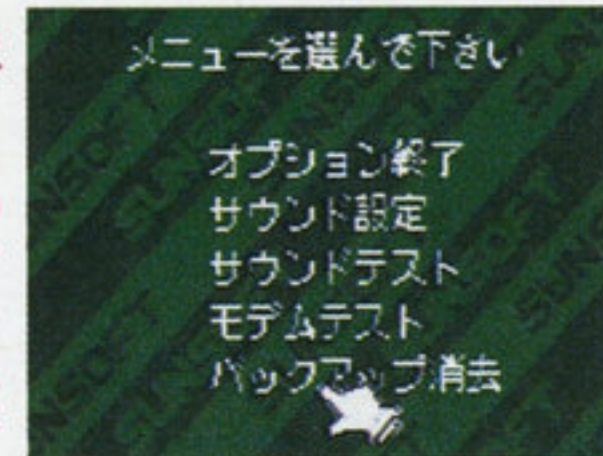 メニューを選んで下さい
オプション終了
サウンド設定
サウンドテスト
モデムテスト
バックアップ消去
SUNSOFT